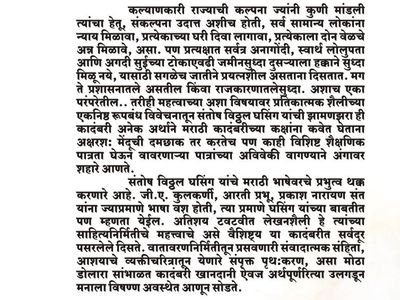 कल्याणकारी राज्याची कल्पना ज्यांनी कुणी मांडली
त्यांचा हेतू, संकल्पना उदात्त अशीच होती, सर्व सामान्य लोकांना
न्याय मिळावा, प्रत्येकाच्या घरी दिवा लागावा, प्रत्येकाला दोन वेळचे
अन्न मिळावे, असा. पण प्रत्यक्षात सर्वत्र अनागोंदी, स्वार्थ लोलुपता
आणि अगदी सुईच्या टोकाएवढी जमीनसुध्दा दुसऱ्याला हक्काने सुध्दा
मिळू नये, यासाठी सगळेच जातीने प्रयत्नशील असताना दिसतात. मग
ते प्रशासनातले असतील किंवा राजकारणातलेसुध्दा. अशाच एका
परंपरेतील.. तरीही महत्वाच्या अशा विषयावर प्रतिकात्मक शैलीच्या
एकनिष्ठ रूपबंध विवेचनातून संतोष विठ्ठल घसिंग यांची झामणझरा ही
कादंबरी अनेक अर्थाने मराठी कादंबरीच्या कक्षांना कवेत घेताना
अक्षरश: मेंदूची दमछाक तर करतेच पण काही विशिष्ट शैक्षणिक
पात्रता घेऊन वावरणाऱ्या पात्रांच्या अविवेकी वागण्याने अंगावर
शहारे आणते.
संतोष विठ्ठल घसिंग यांचे मराठी भाषेवरचे प्रभुत्व थक्क
करणारे आहे. जी.ए. कुलकर्णी, आरती प्रभू, प्रकाश नारायण संत
यांना ज्याप्रमाणे भाषा वश होती, त्या प्रमाणे घसिंग यांच्या बाबतीत
पण म्हणता येईल. अतिशय टवटवीत लेखनशैली हे त्यांच्या
साहित्यनिर्मितीचे महत्त्वाचे असे वैशिष्ट्य या कादंबरीत सर्वदूर
पसरलेले दिसते. वातावरणनिर्मितीतून प्रसवणारी संवादात्मक संहिता,
आशयाचे व्यक्तीचरित्रातून येणारे संपृक्त पृथ:करण, असा मोठा
डोलारा सांभाळत कादंबरी खानदानी ऐवज अर्थपूर्णरित्या उलगडून
मनाला विषण्ण अवस्थेत आणून सोडते.